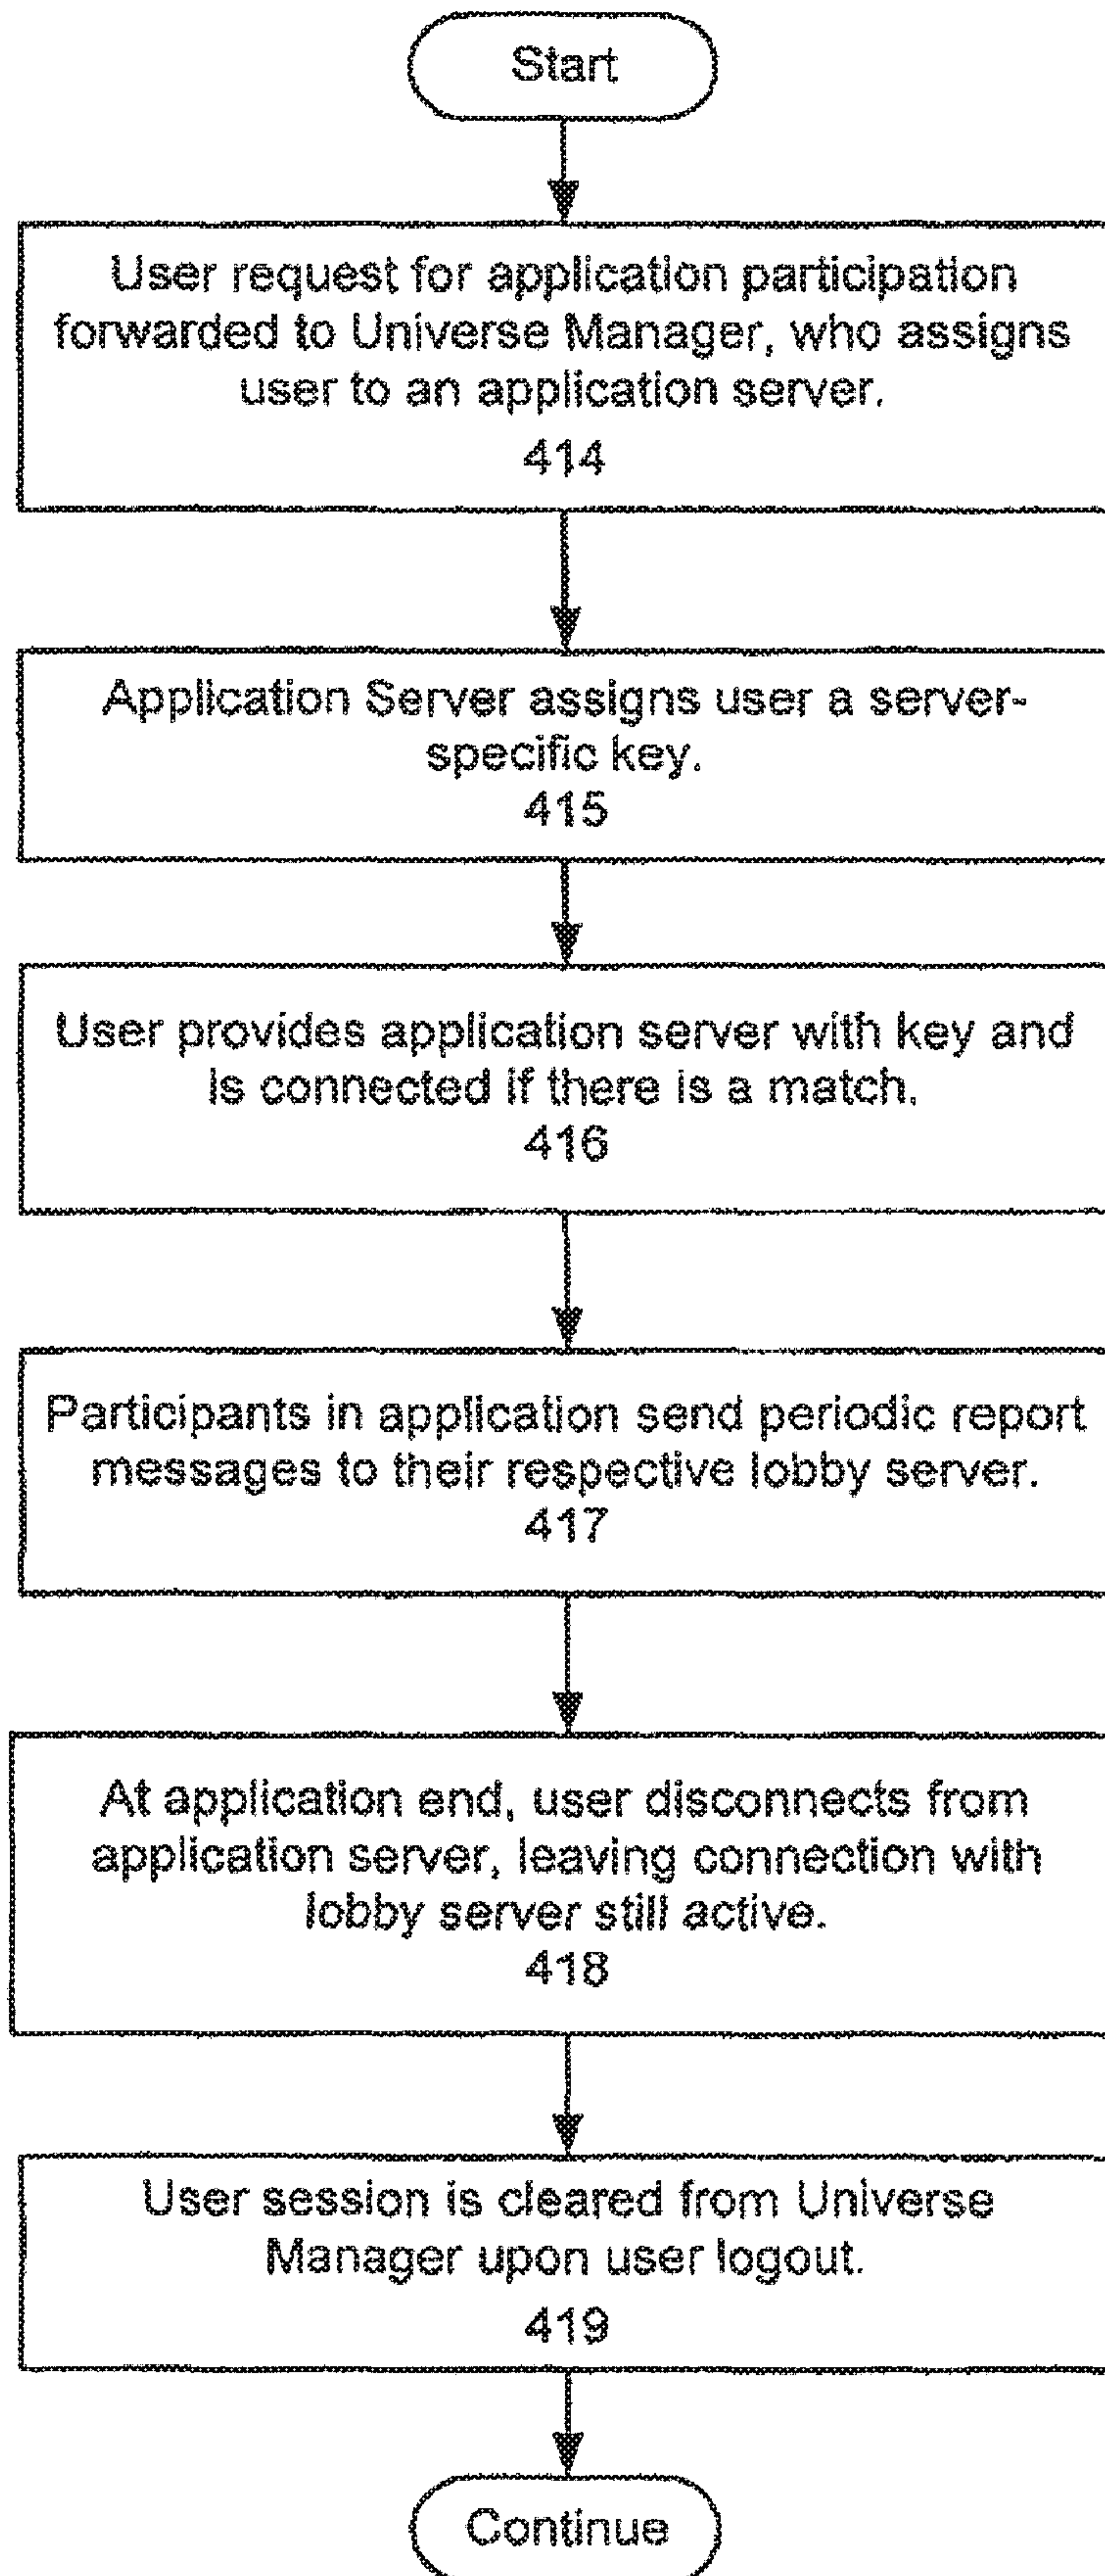 Start
User request for application participation
forwarded to Universe Manager, who assigns
user to an application server.
414
Application Server assigns user a server-
specific key.
415
User provides application server with key and
is connected if there is a match.
416
Participants in application send periodic report
messages to their respective lobby server.
417
At application end, user disconnects from
application server, leaving connection with
lobby server still active.
418
User session is cleared from Universe
Manager upon user logout.
419
Continue